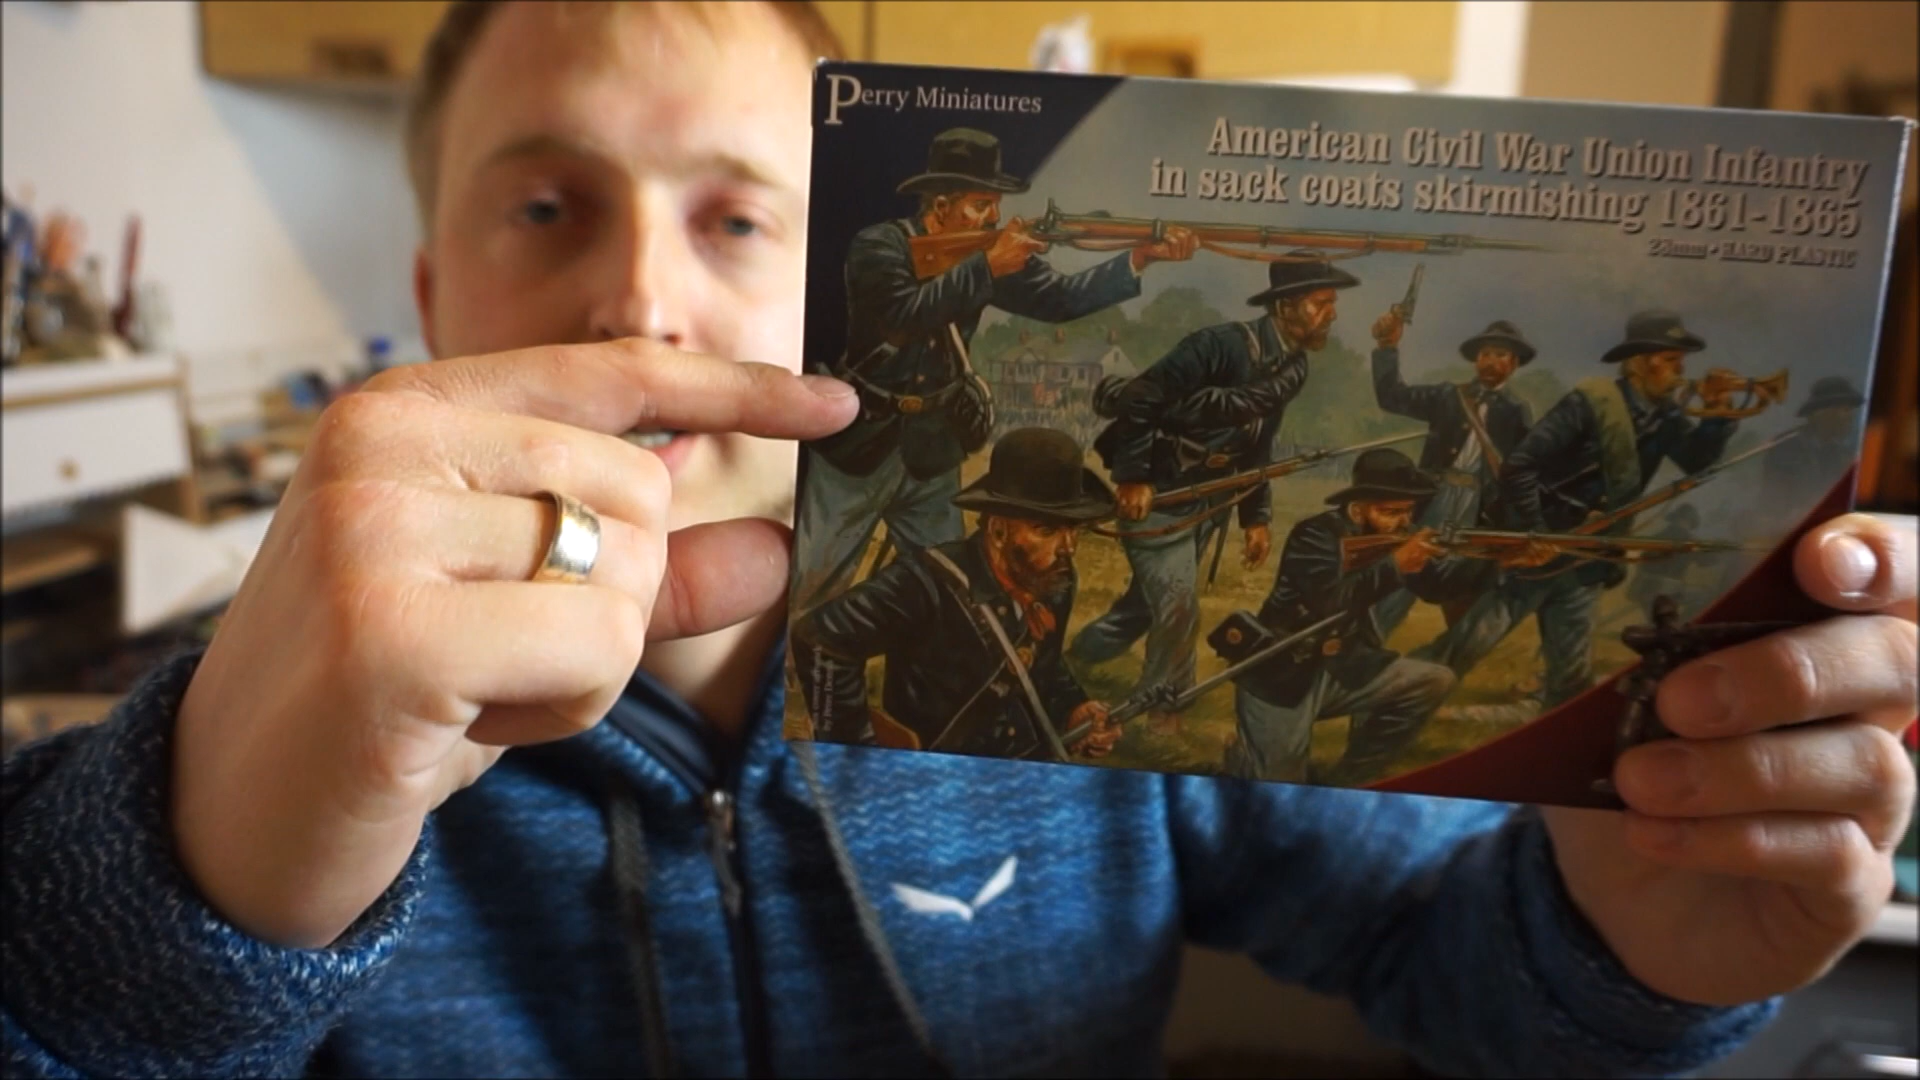 Perry Miniatures
American Civil War Union Infantry
in sack coats skirmishing 1861-1865
28mm • HARD PLASTIC